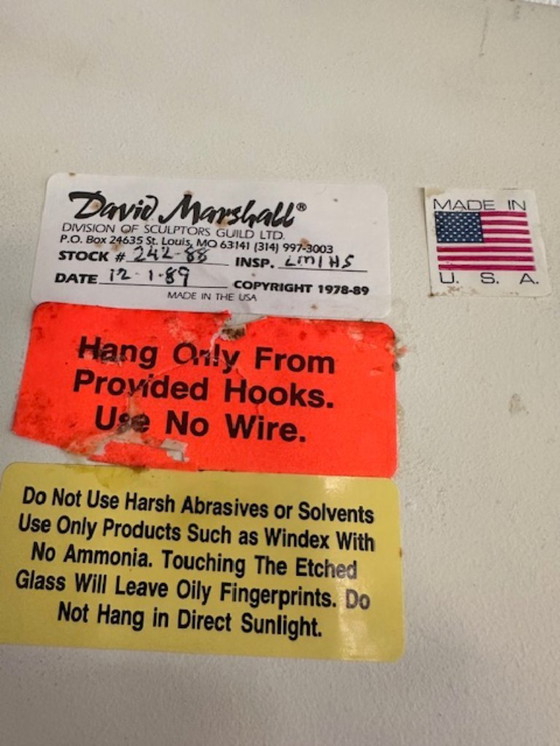 David Marshall®
DIVISION OF SCULPTORS GUILD LTD.
P.O. Box 24635 St. Louis, MO 63141 (314) 997-3003
STOCK # 242-88 INSP.
DATE 12-1-89 COPYRIGHT 1978-89
MADE IN THE USA
MADE IN
U. S. A.
Hang Only From
Provided Hooks.
Use No Wire.
Do Not Use Harsh Abrasives or Solvents
Use Only Products Such as Windex With
No Ammonia. Touching The Etched
Glass Will Leave Oily Fingerprints. Do
Not Hang in Direct Sunlight.